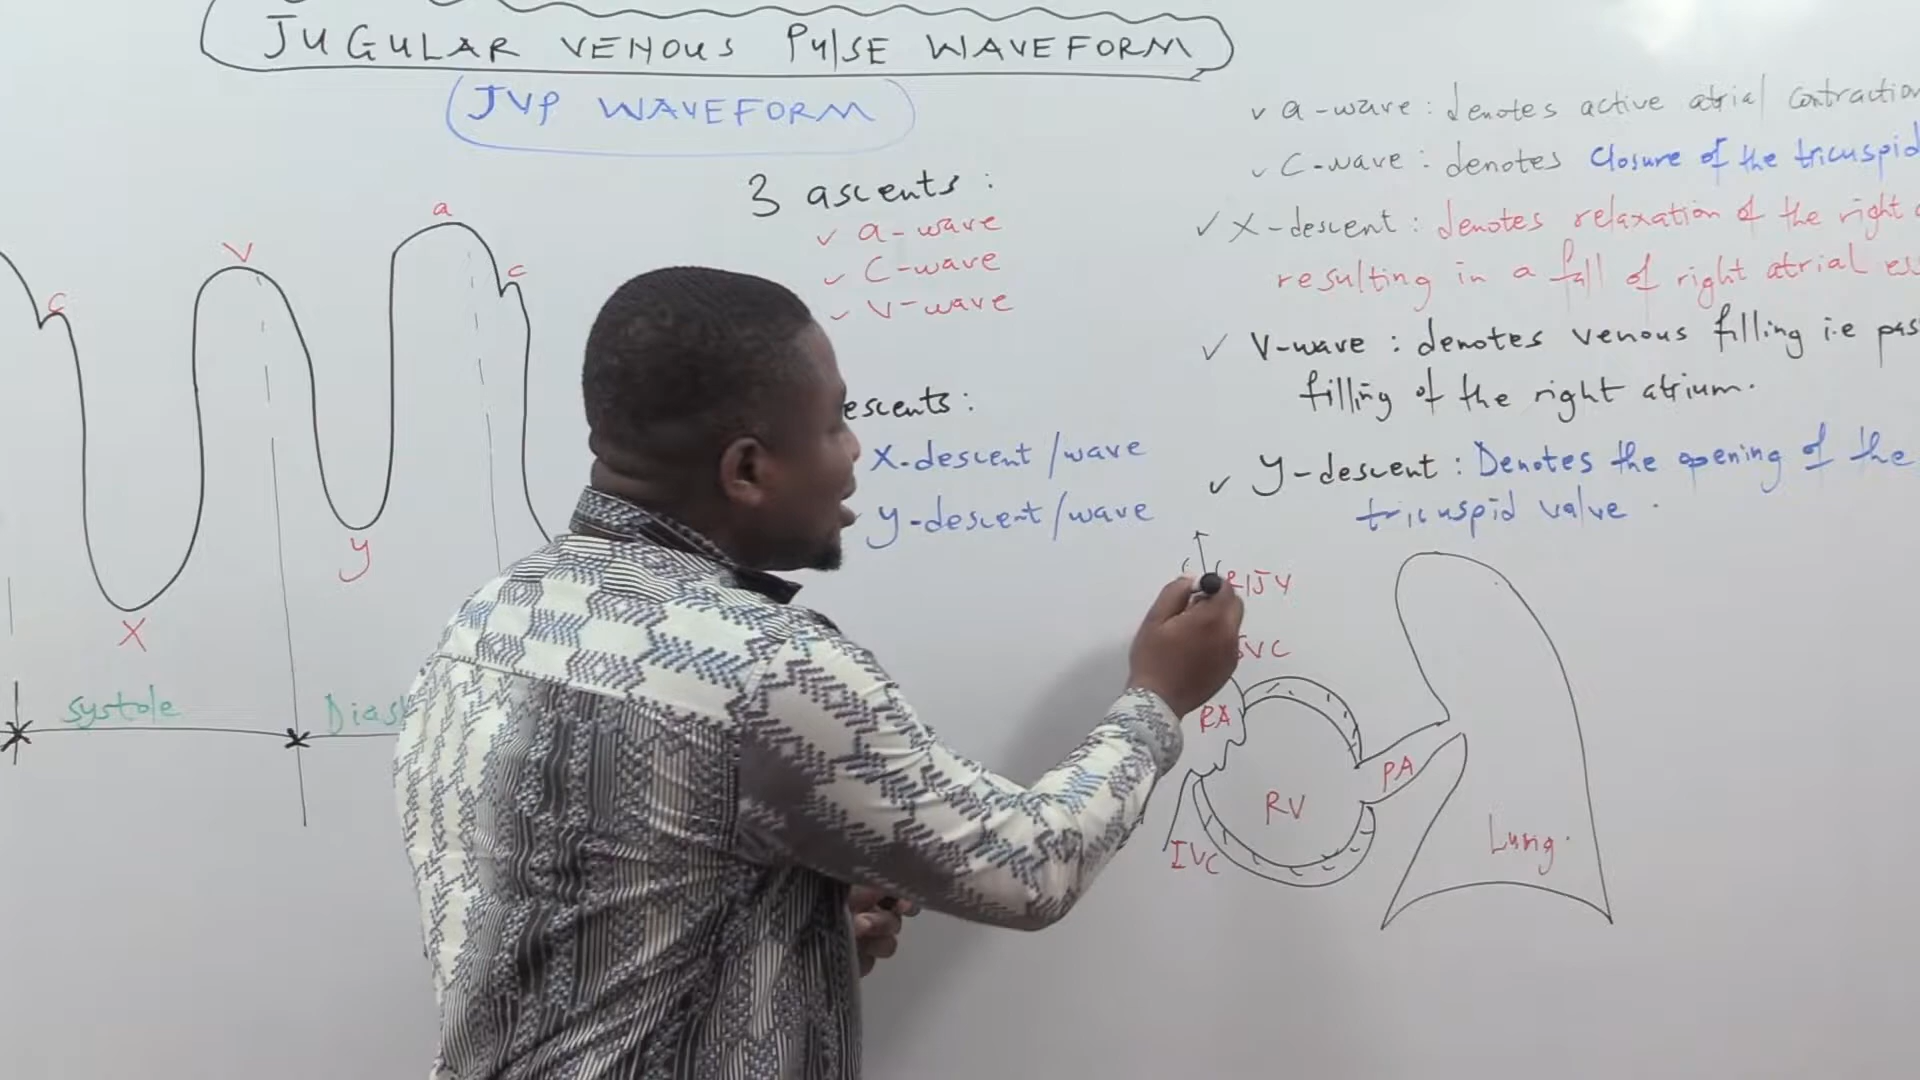 JUGULAR VENOUS PULSE WAVEFORM
JVP WAVEFORM
3 ascents:
✓ a-wave
✓ C-wave
✓ V-wave
escents:
X-descent/wave
y-descent/wave
✓ a-wave: denotes active atrial contraction
✓ C-wave: denotes closure of the tricuspid
✓ X-descent: denotes relaxation of the right
resulting in a fall of right atrial
✓ V-wave: denotes venous filling i.e pas
filling of the right atrium.
✓ Y-descent: Denotes the opening of the
tricuspid valve.
C
V
a
C
X
y
systole
Dias
RIJV
SVC
RA
RV
IVC
PA
Lung.